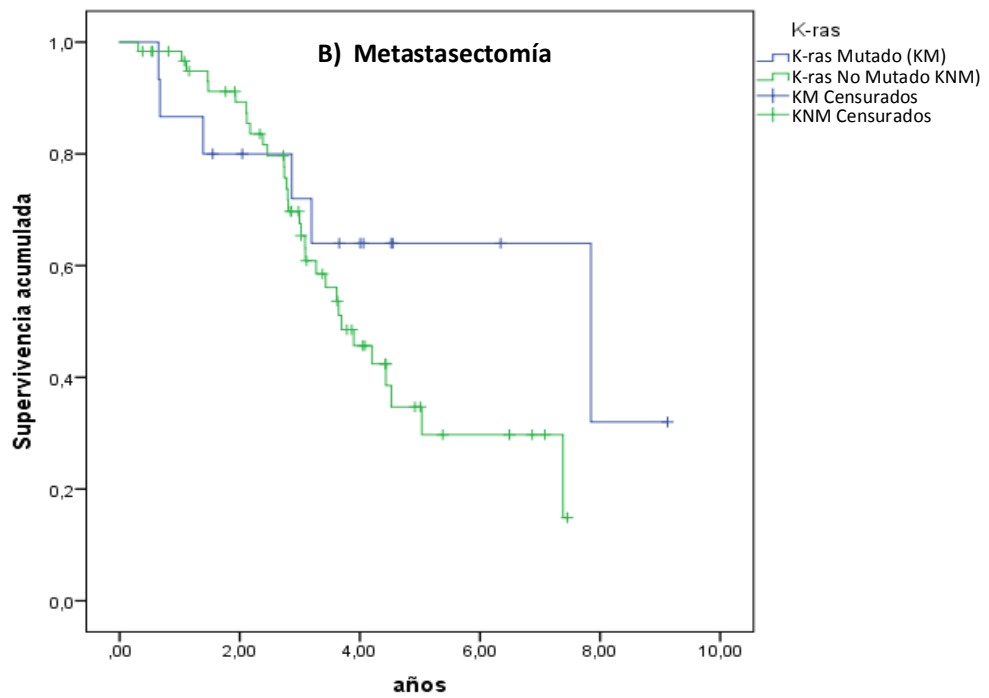 B) Metastasectomía
K-ras
K-ras Mutado (KM)
K-ras No Mutado KNM)
KM Censurados
KNM Censurados
Supervivencia acumulada
1,0
0,8
0,6
0,4
0,2
0,0
,00 2,00 4,00 6,00 8,00 10,00
años